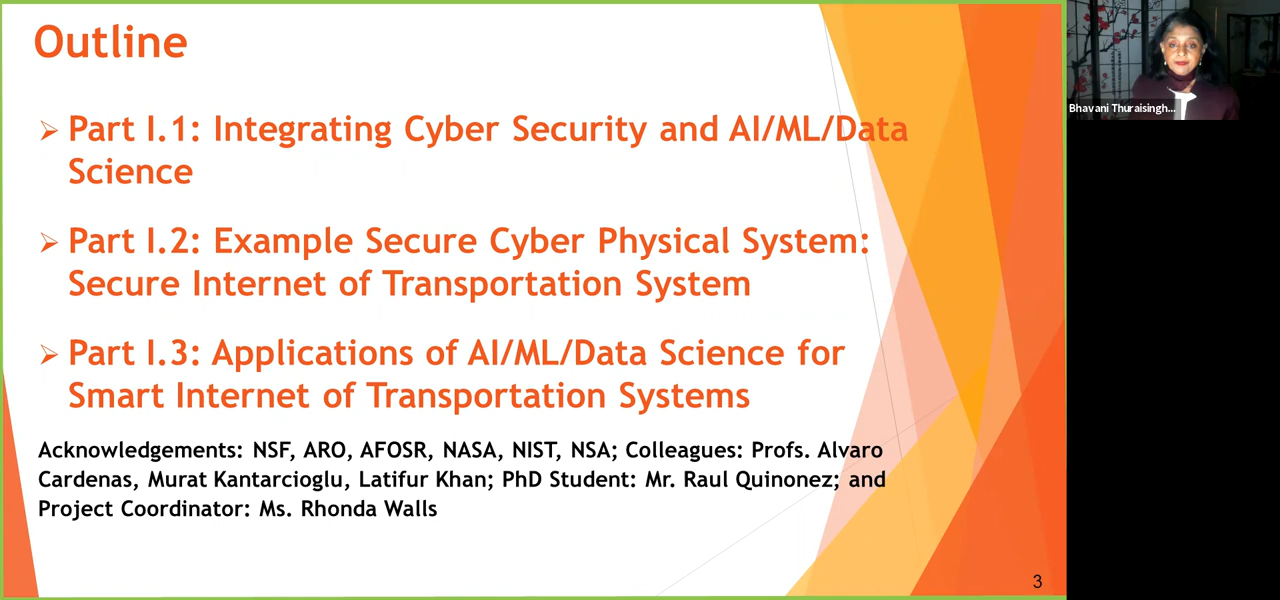 Outline
➢ Part I.1: Integrating Cyber Security and AI/ML/Data
Science
➢ Part I.2: Example Secure Cyber Physical System:
Secure Internet of Transportation System
➢ Part I.3: Applications of AI/ML/Data Science for
Smart Internet of Transportation Systems
Acknowledgements: NSF, ARO, AFOSR, NASA, NIST, NSA; Colleagues: Profs. Alvaro
Cardenas, Murat Kantarcioglu, Latifur Khan; PhD Student: Mr. Raul Quinonez; and
Project Coordinator: Ms. Rhonda Walls
3
Bhavani Thuraisingh...